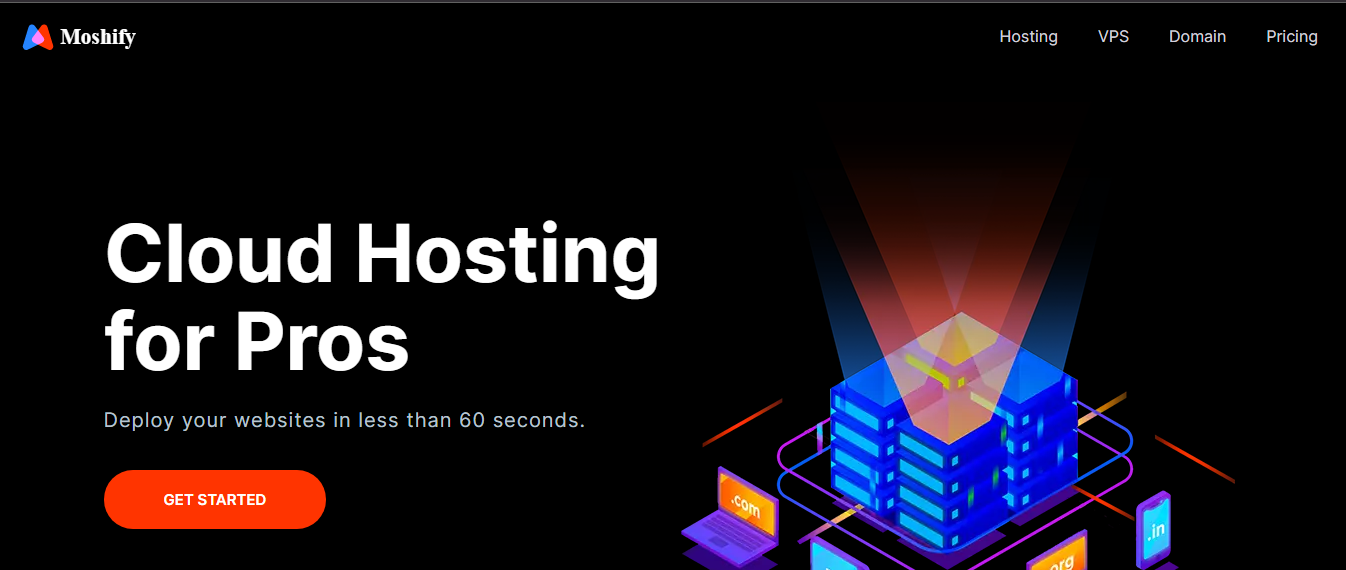 Moshify
Hosting
VPS
Domain
Pricing
Cloud Hosting
for Pros
Deploy your websites in less than 60 seconds.
GET STARTED
.com
.in
.org